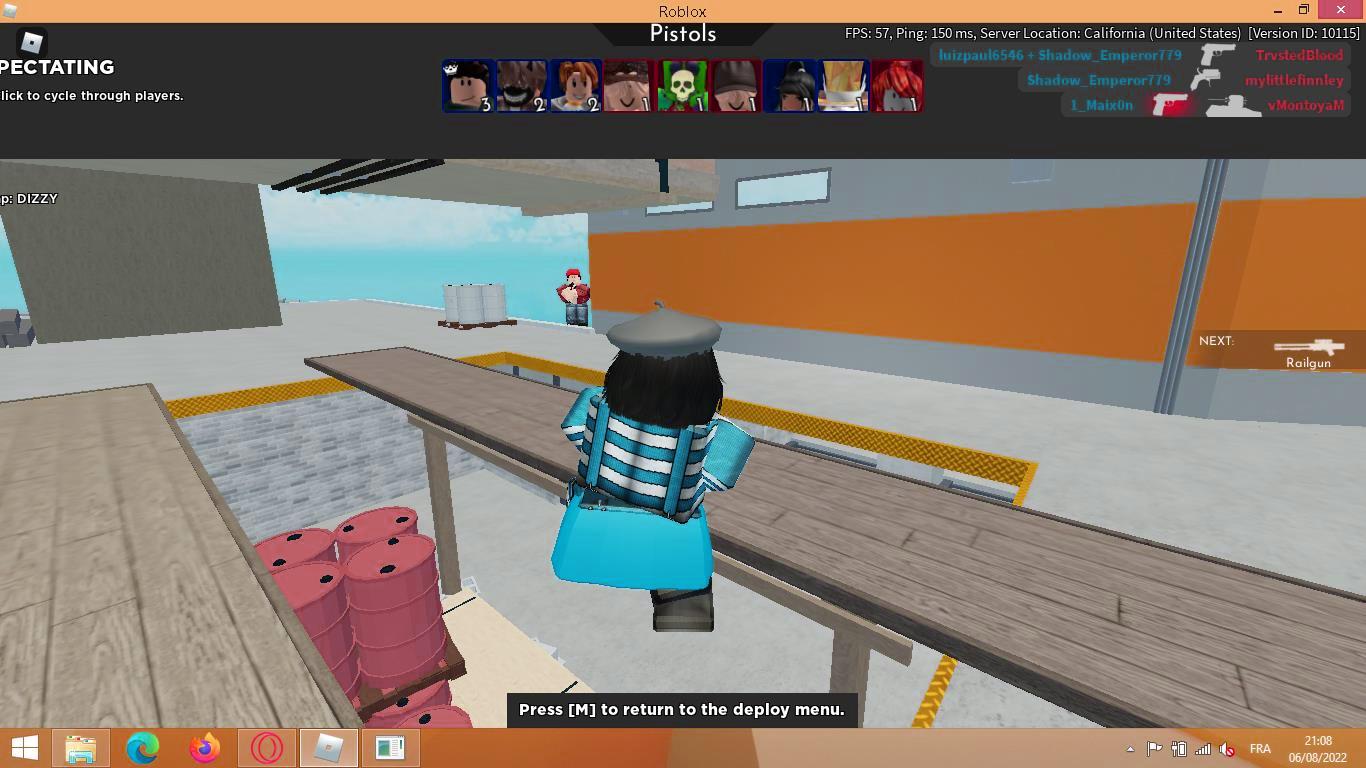 Roblox
Pistols
FPS: 57, Ping: 150 ms, Server Location: California (United States) [Version ID: 10115]
PECTATING
lick to cycle through players.
3 2 2 1 1 1 1 1 1
luizpaul6546 + Shadow_Emperor779 TrvstedBlood
Shadow_Emperor779 mylittlefinnley
1_Maix0n vMontoyaM
p: DIZZY
NEXT:
Railgun
Press [M] to return to the deploy menu.
FRA
21:08
06/08/2022